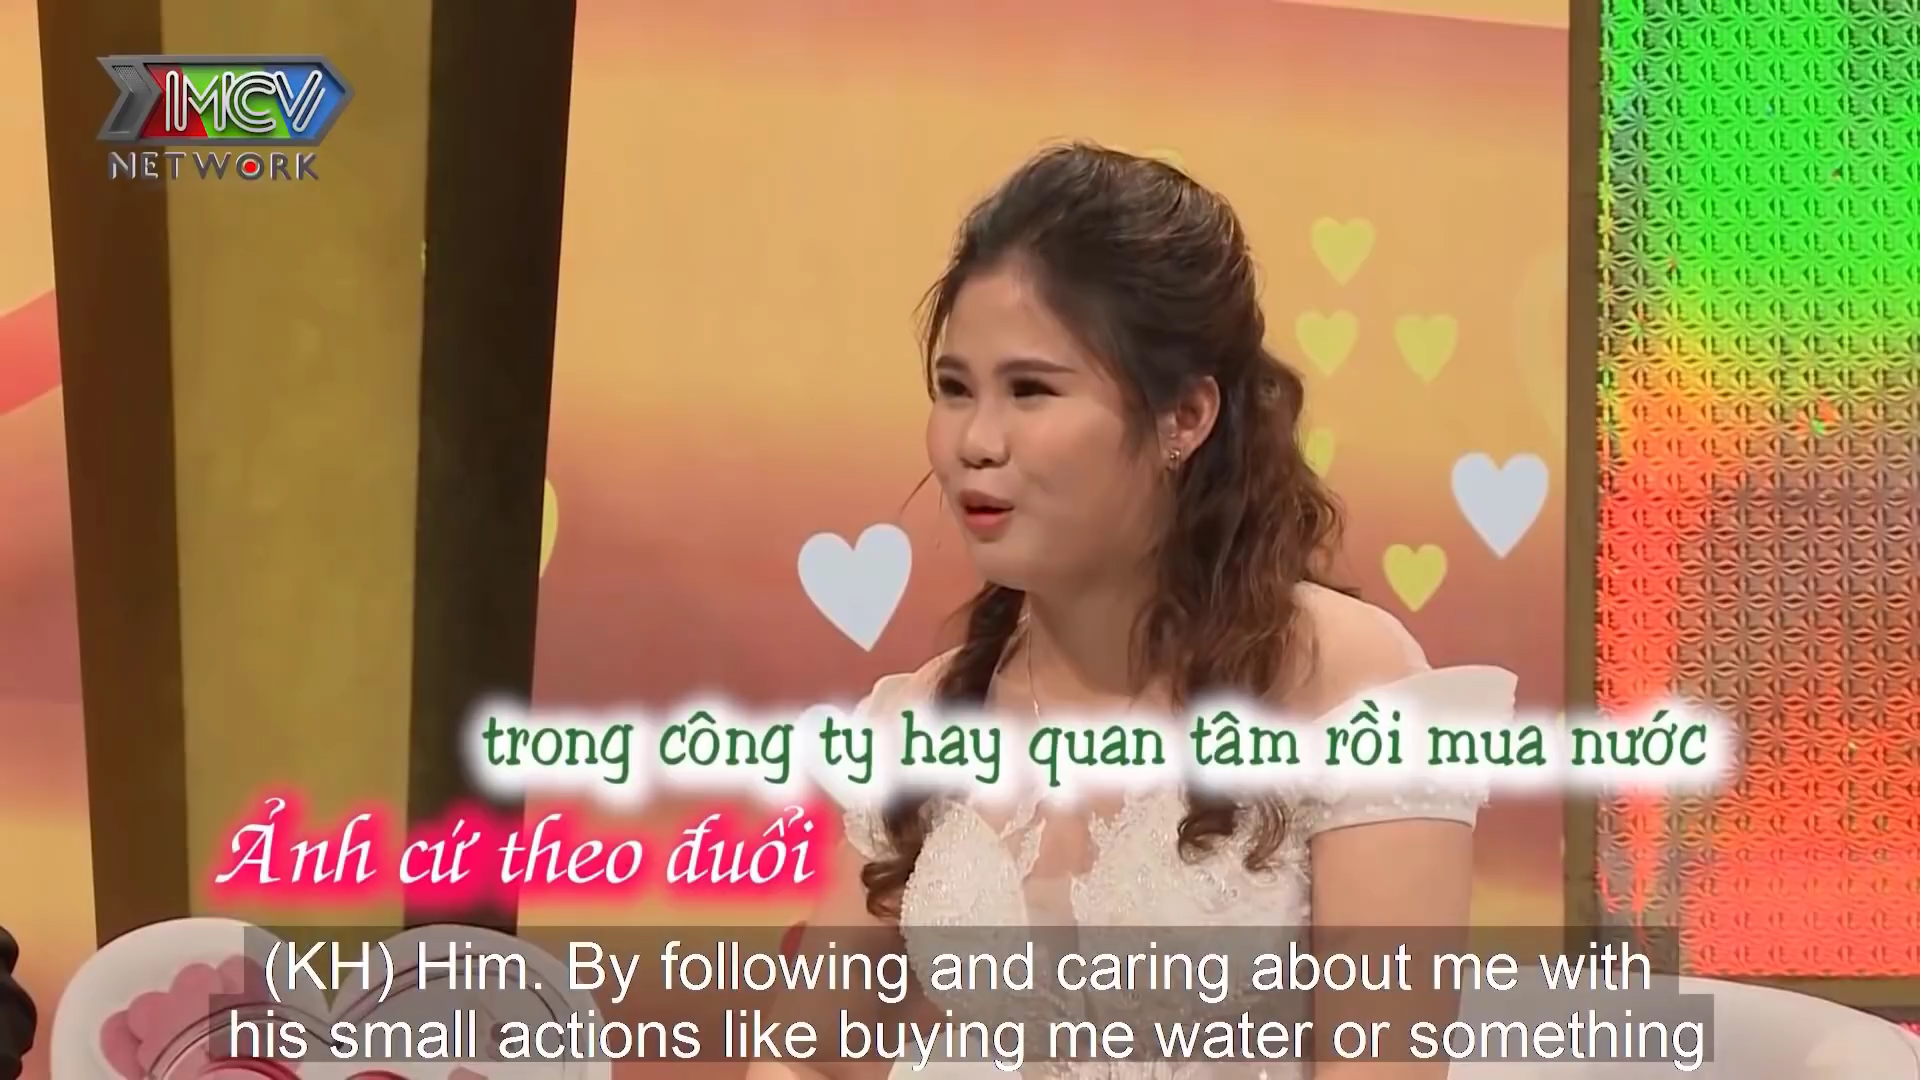 MCV
NETWORK
trong công ty hay quan tâm rồi mua nước
Ảnh cứ theo đuổi
(KH) Him. By following and caring about me with
his small actions like buying me water or something